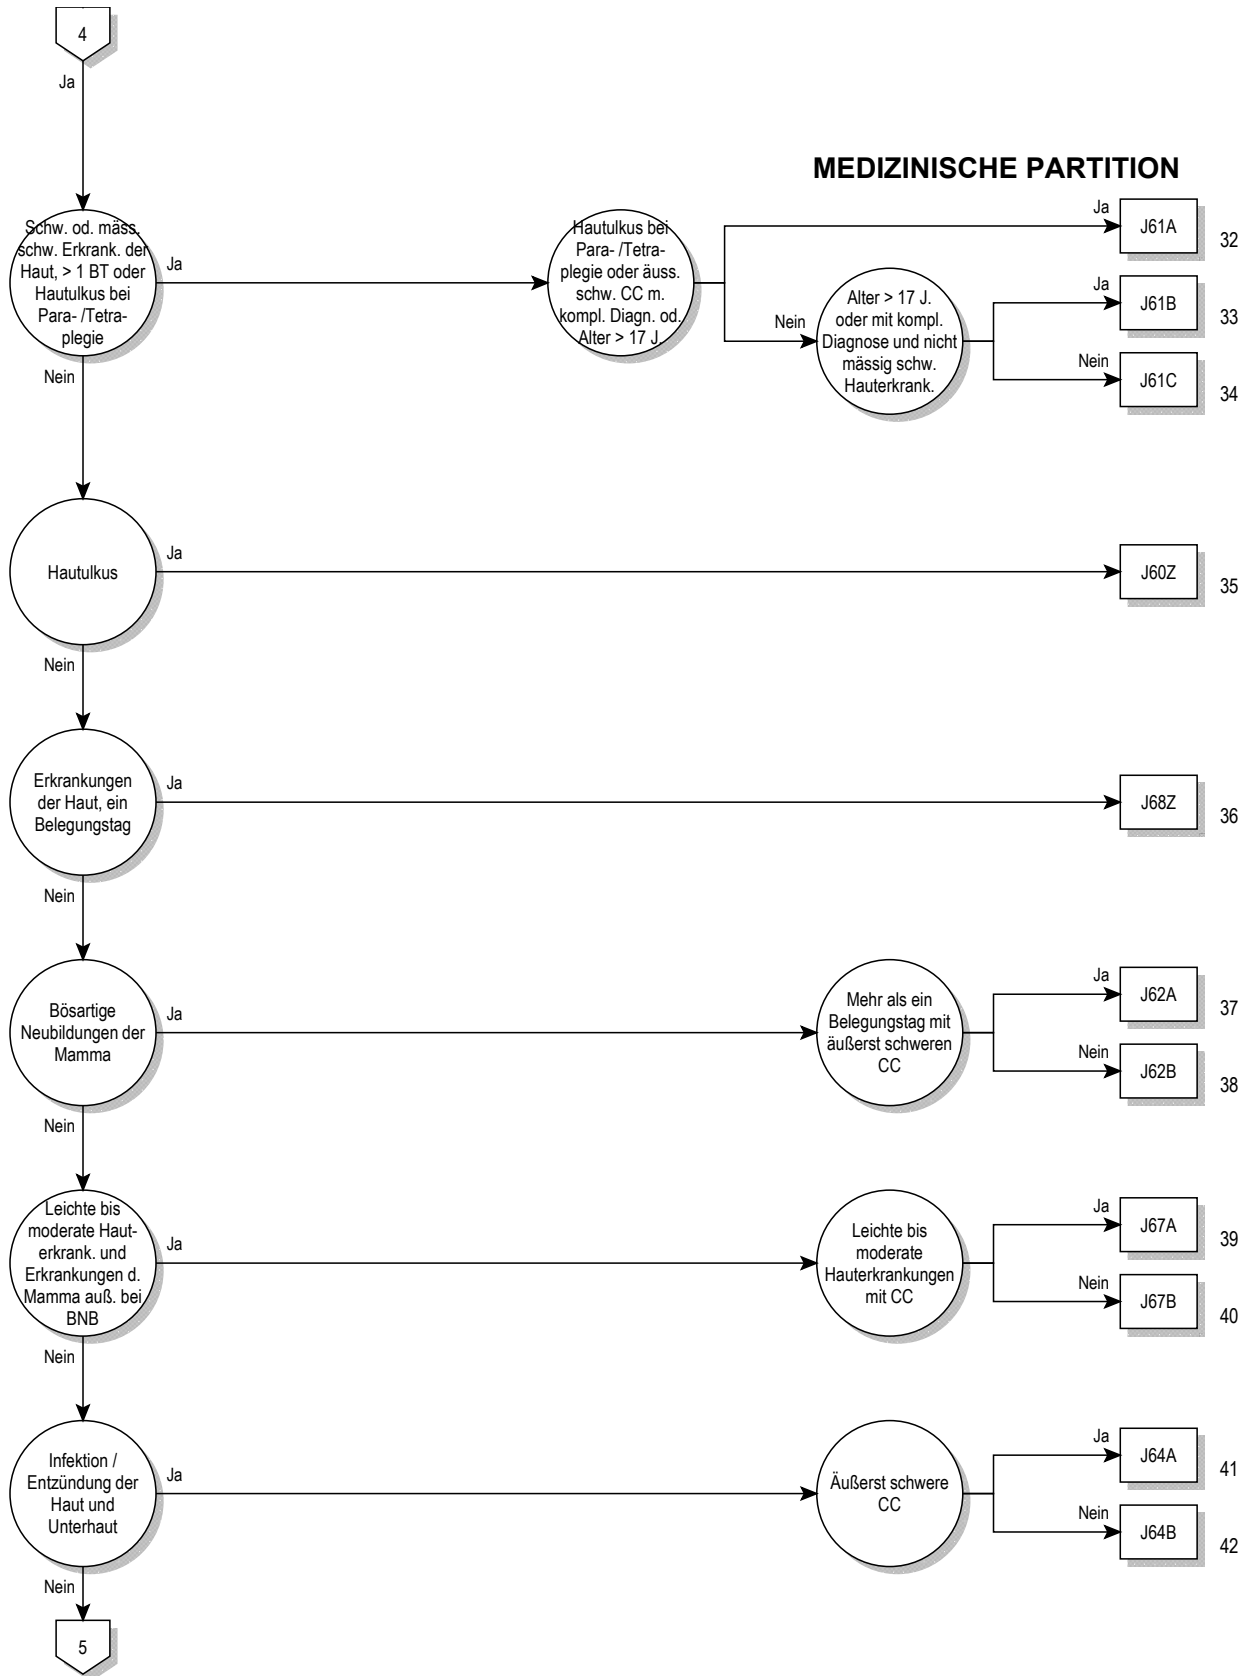 4
Ja
MEDIZINISCHE PARTITION
Schw. od. mäss.
schw. Erkrank. der
Haut, > 1 BT oder
Hautulkus bei
Para- /Tetra-
plegie
Ja
Hautulkus bei
Para- /Tetra-
plegie oder äuss.
schw. CC m.
kompl. Diagn. od.
Alter > 17 J.
Ja
J61A
32
Nein
Alter > 17 J.
oder mit kompl.
Diagnose und nicht
mässig schw.
Hauterkrank.
Ja
J61B
33
Nein
J61C
34
Nein
Hautulkus
Ja
J60Z
35
Nein
Erkrankungen
der Haut, ein
Belegungstag
Ja
J68Z
36
Nein
Bösartige
Neubildungen der
Mamma
Ja
Mehr als ein
Belegungstag mit
äußerst schweren
CC
Ja
J62A
37
Nein
J62B
38
Nein
Leichte bis
moderate Haut-
erkrank. und
Erkrankungen d.
Mamma auß. bei
BNB
Ja
Leichte bis
moderate
Hauterkrankungen
mit CC
Ja
J67A
39
Nein
J67B
40
Nein
Infektion /
Entzündung der
Haut und
Unterhaut
Ja
Äußerst schwere
CC
Ja
J64A
41
Nein
J64B
42
Nein
5